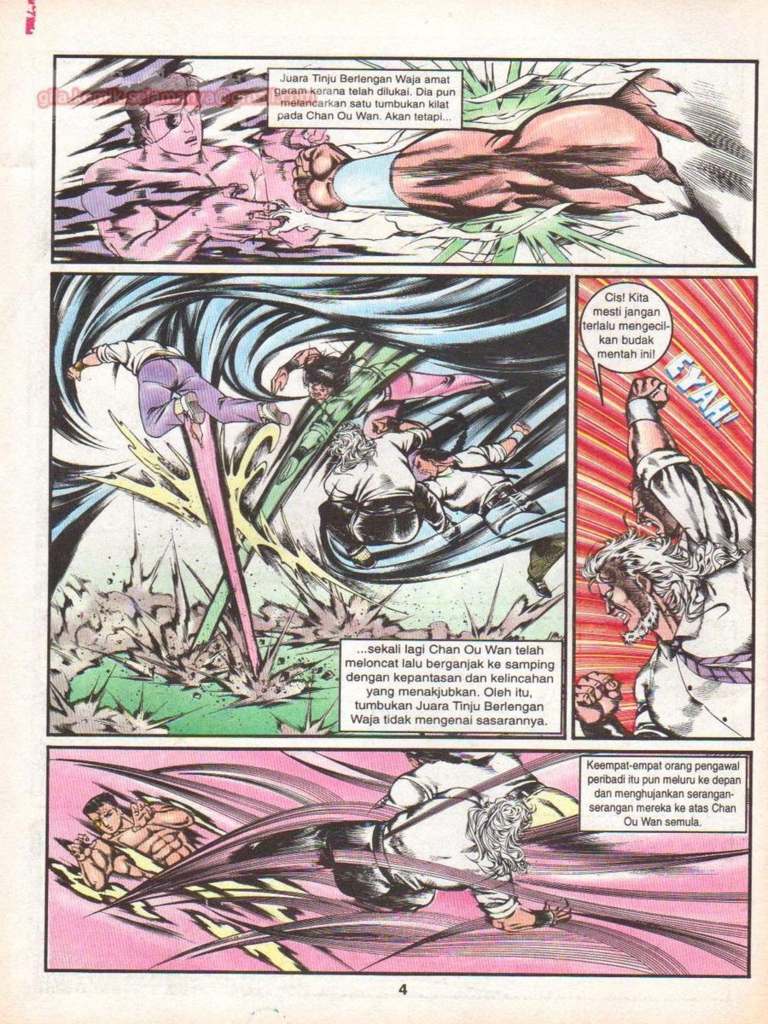 Juara Tinju Berlengan Waja amat
geram kerana telah dilukai. Dia pun
melancarkan satu tumbukan kilat
pada Chan Ou Wan. Akan tetapi...
Cis! Kita
mesti jangan
terlalu mengecil-
kan budak
mentah ini!
EYAH!
...sekali lagi Chan Ou Wan telah
meloncat lalu berganjak ke samping
dengan kepantasan dan kelincahan
yang menakjubkan. Oleh itu,
tumbukan Juara Tinju Berlengan
Waja tidak mengenai sasarannya.
Keempat-empat orang pengawal
peribadi itu pun meluru ke depan
dan menghujankan serangan-
serangan mereka ke atas Chan
Ou Wan semula.
4